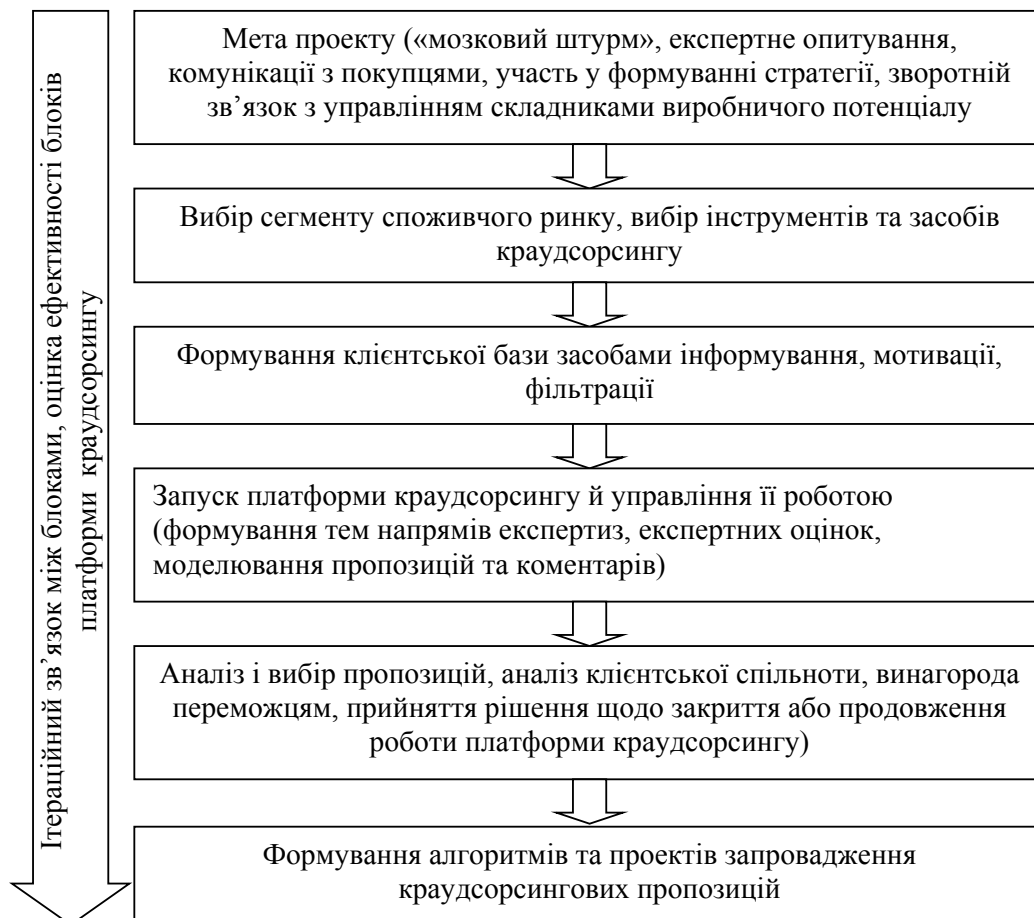 Ітераційний зв’язок між блоками, оцінка ефективності блоків
платформи краудсорсингу
Мета проекту («мозковий штурм», експертне опитування,
комунікації з покупцями, участь у формуванні стратегії, зворотній
зв’язок з управлінням складниками виробничого потенціалу
Вибір сегменту споживчого ринку, вибір інструментів та засобів
краудсорсингу
Формування клієнтської бази засобами інформування, мотивації,
фільтрації
Запуск платформи краудсорсингу й управління її роботою
(формування тем напрямів експертиз, експертних оцінок,
моделювання пропозицій та коментарів)
Аналіз і вибір пропозицій, аналіз клієнтської спільноти, винагорода
переможцям, прийняття рішення щодо закриття або продовження
роботи платформи краудсорсингу)
Формування алгоритмів та проектів запровадження
краудсорсингових пропозицій